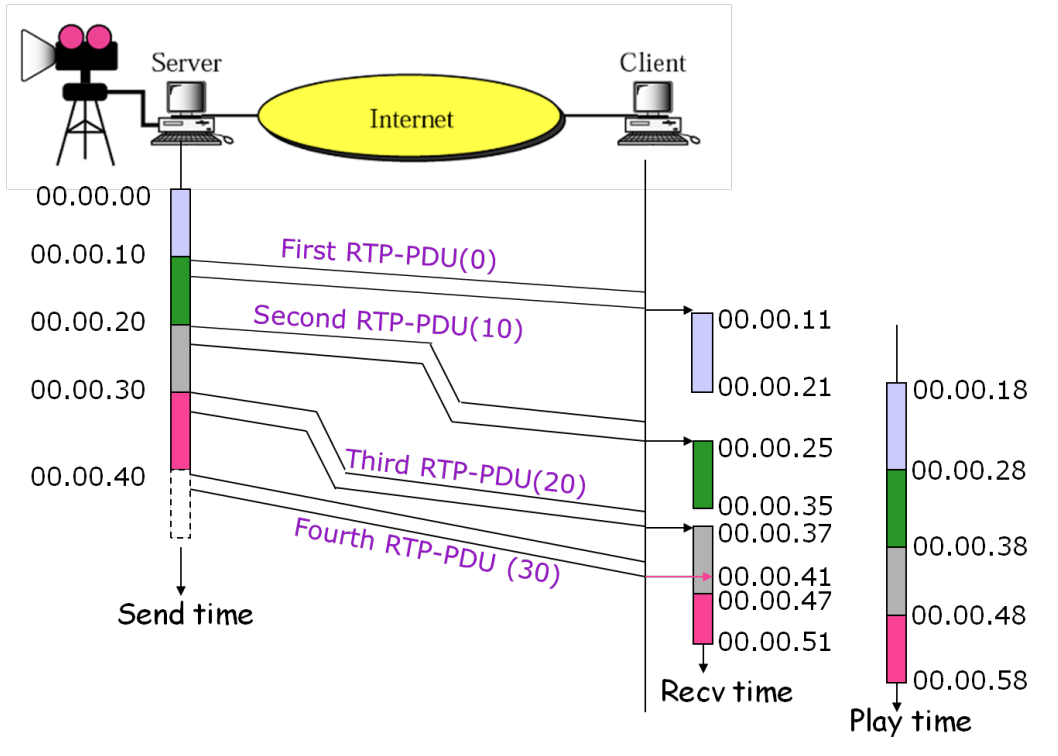 Server
Client
Internet
00.00.00
00.00.10
00.00.20
00.00.30
00.00.40
Send time
First RTP-PDU(0)
Second RTP-PDU(10)
Third RTP-PDU(20)
Fourth RTP-PDU (30)
00.00.11
00.00.21
00.00.25
00.00.35
00.00.37
00.00.41
00.00.47
00.00.51
Recv time
00.00.18
00.00.28
00.00.38
00.00.48
00.00.58
Play time